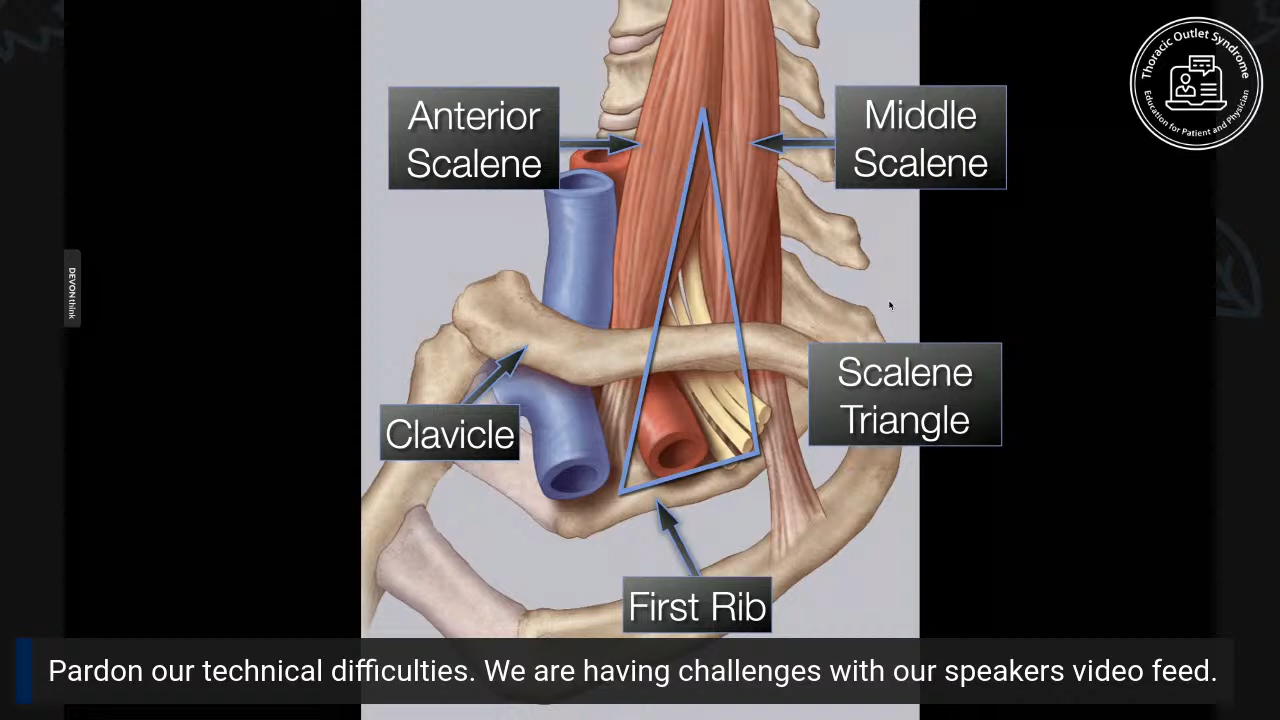 Thoracic Outlet Syndrome
Education for Patient and Physician
Anterior
Scalene
Middle
Scalene
DEVONthink
Scalene
Triangle
Clavicle
First Rib
Pardon our technical difficulties. We are having challenges with our speakers video feed.